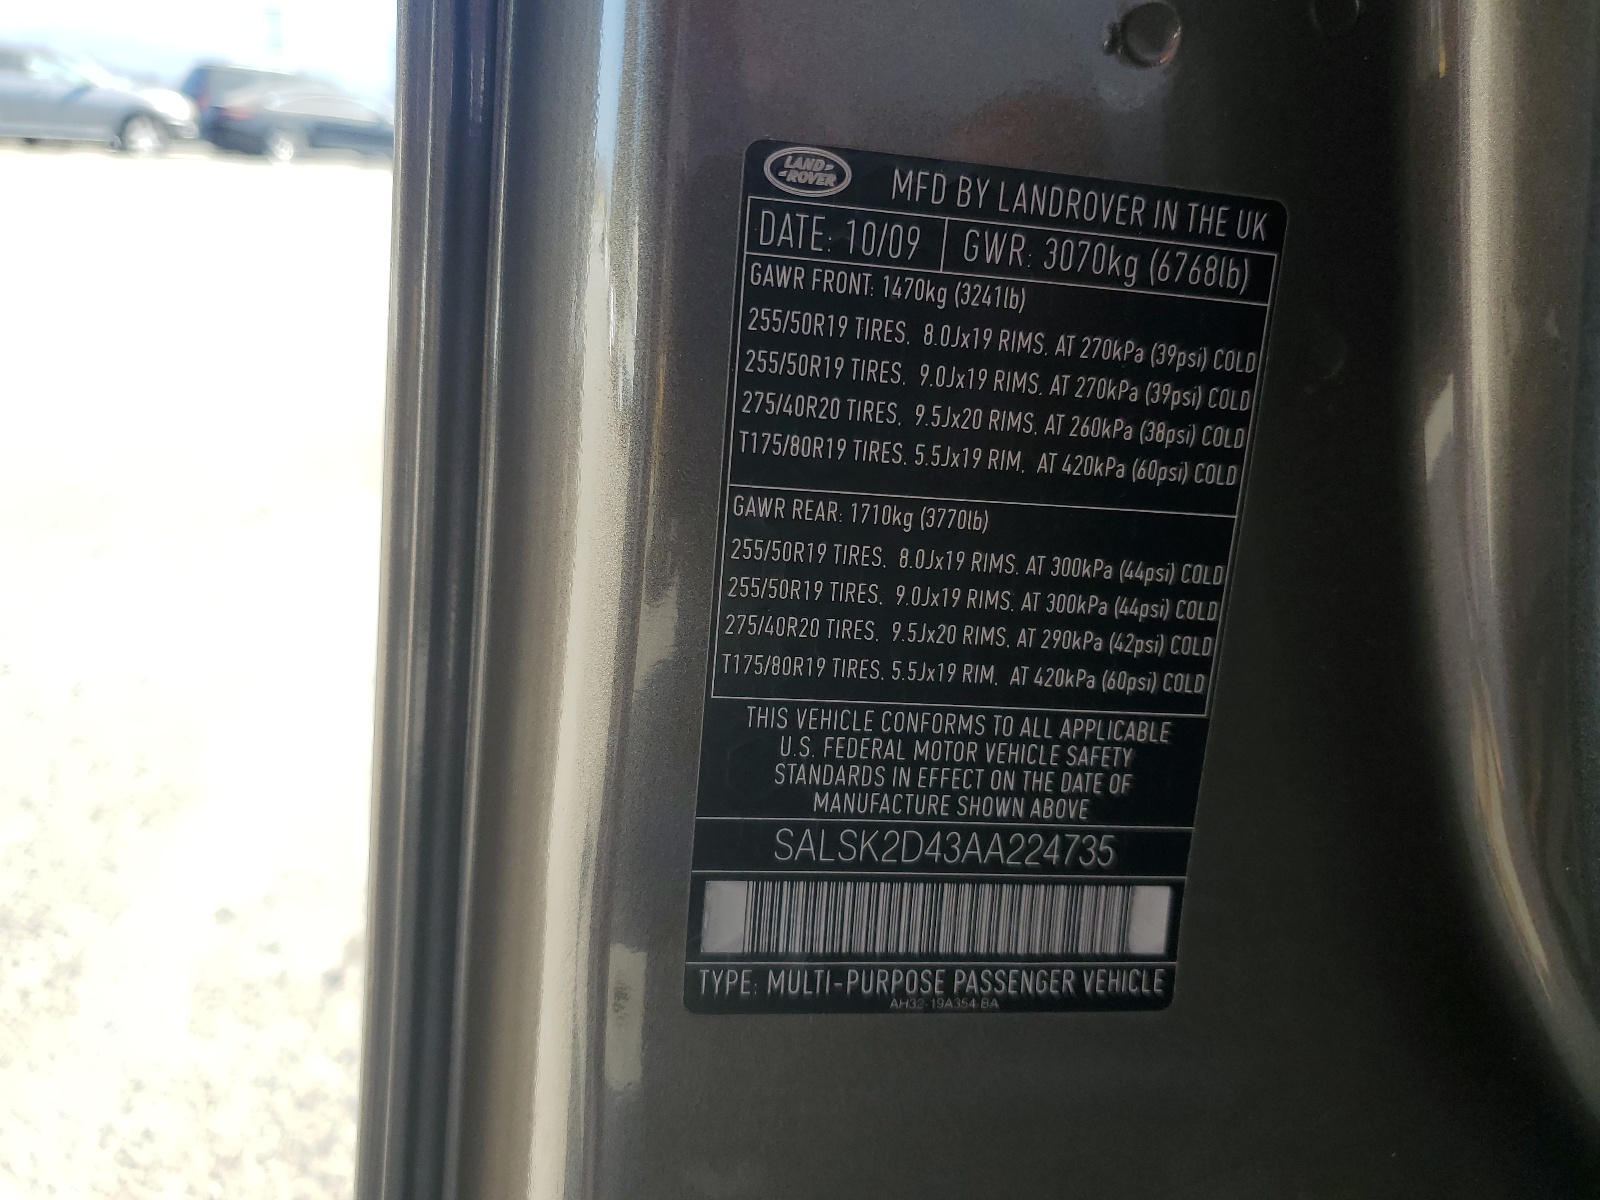 LAND ROVER
MFD BY LANDROVER IN THE UK
DATE: 10/09 GWR: 3070kg (6768lb)
GAWR FRONT: 1470kg (3241lb)
255/50R19 TIRES. 8.0Jx19 RIMS. AT 270kPa (39psi) COLD
255/50R19 TIRES. 9.0Jx19 RIMS. AT 270kPa (39psi) COLD
275/40R20 TIRES. 9.5Jx20 RIMS. AT 260kPa (38psi) COLD
T175/80R19 TIRES. 5.5Jx19 RIM. AT 420kPa (60psi) COLD
GAWR REAR: 1710kg (3770lb)
255/50R19 TIRES. 8.0Jx19 RIMS. AT 300kPa (44psi) COLD
255/50R19 TIRES. 9.0Jx19 RIMS. AT 300kPa (44psi) COLD
275/40R20 TIRES. 9.5Jx20 RIMS. AT 290kPa (42psi) COLD
T175/80R19 TIRES. 5.5Jx19 RIM. AT 420kPa (60psi) COLD
THIS VEHICLE CONFORMS TO ALL APPLICABLE
U.S. FEDERAL MOTOR VEHICLE SAFETY
STANDARDS IN EFFECT ON THE DATE OF
MANUFACTURE SHOWN ABOVE
SALSK2D43AA224735
TYPE: MULTI-PURPOSE PASSENGER VEHICLE
AH32-19A354-BA